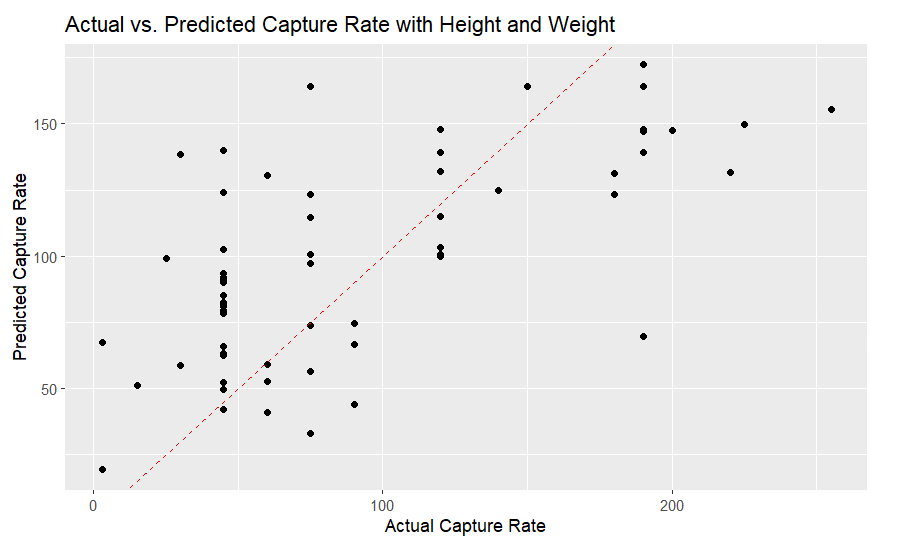 Actual vs. Predicted Capture Rate with Height and Weight
Predicted Capture Rate
150
100
50
0
100
200
Actual Capture Rate